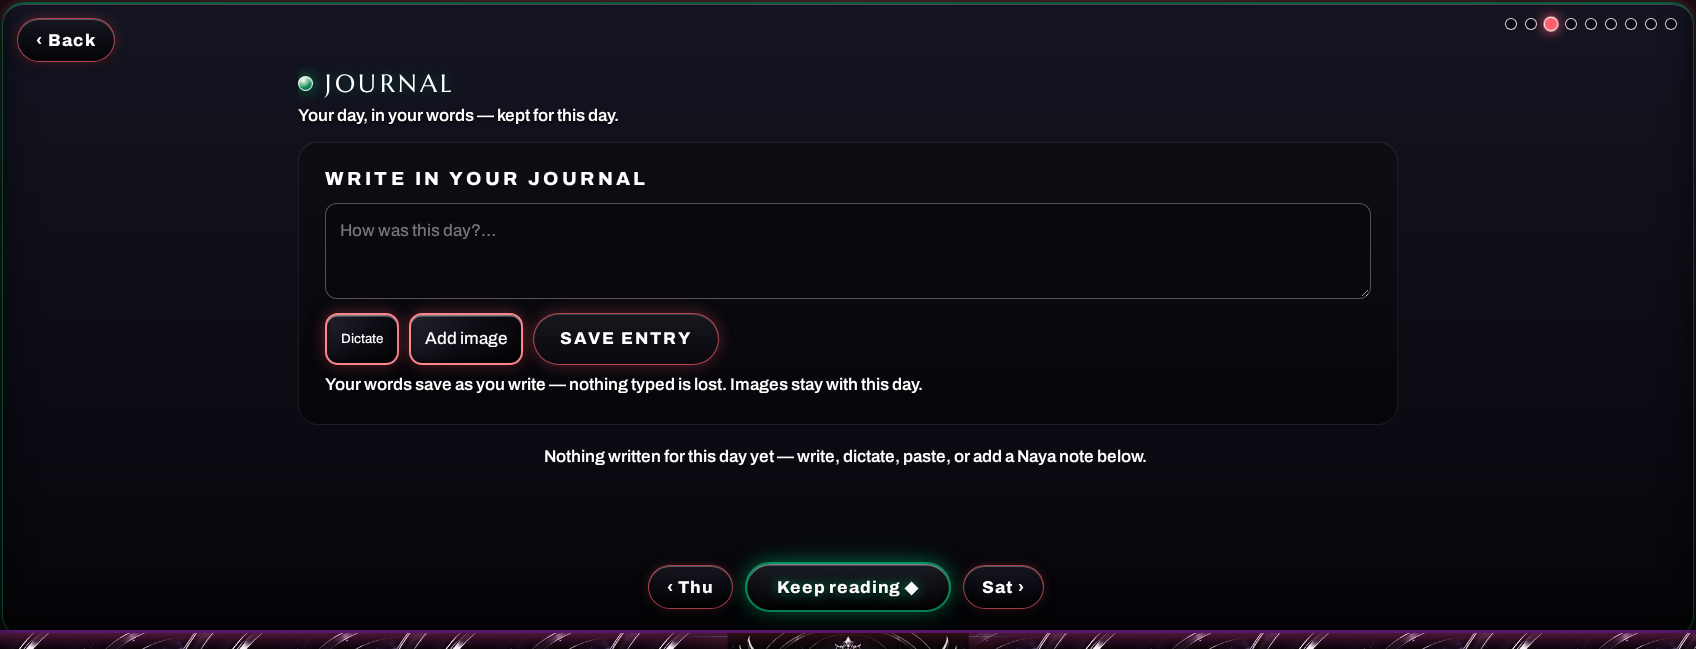 ‹ Back
JOURNAL
Your day, in your words — kept for this day.
WRITE IN YOUR JOURNAL
How was this day?...
Dictate
Add image
SAVE ENTRY
Your words save as you write — nothing typed is lost. Images stay with this day.
Nothing written for this day yet — write, dictate, paste, or add a Naya note below.
‹ Thu
Keep reading ◆
Sat ›